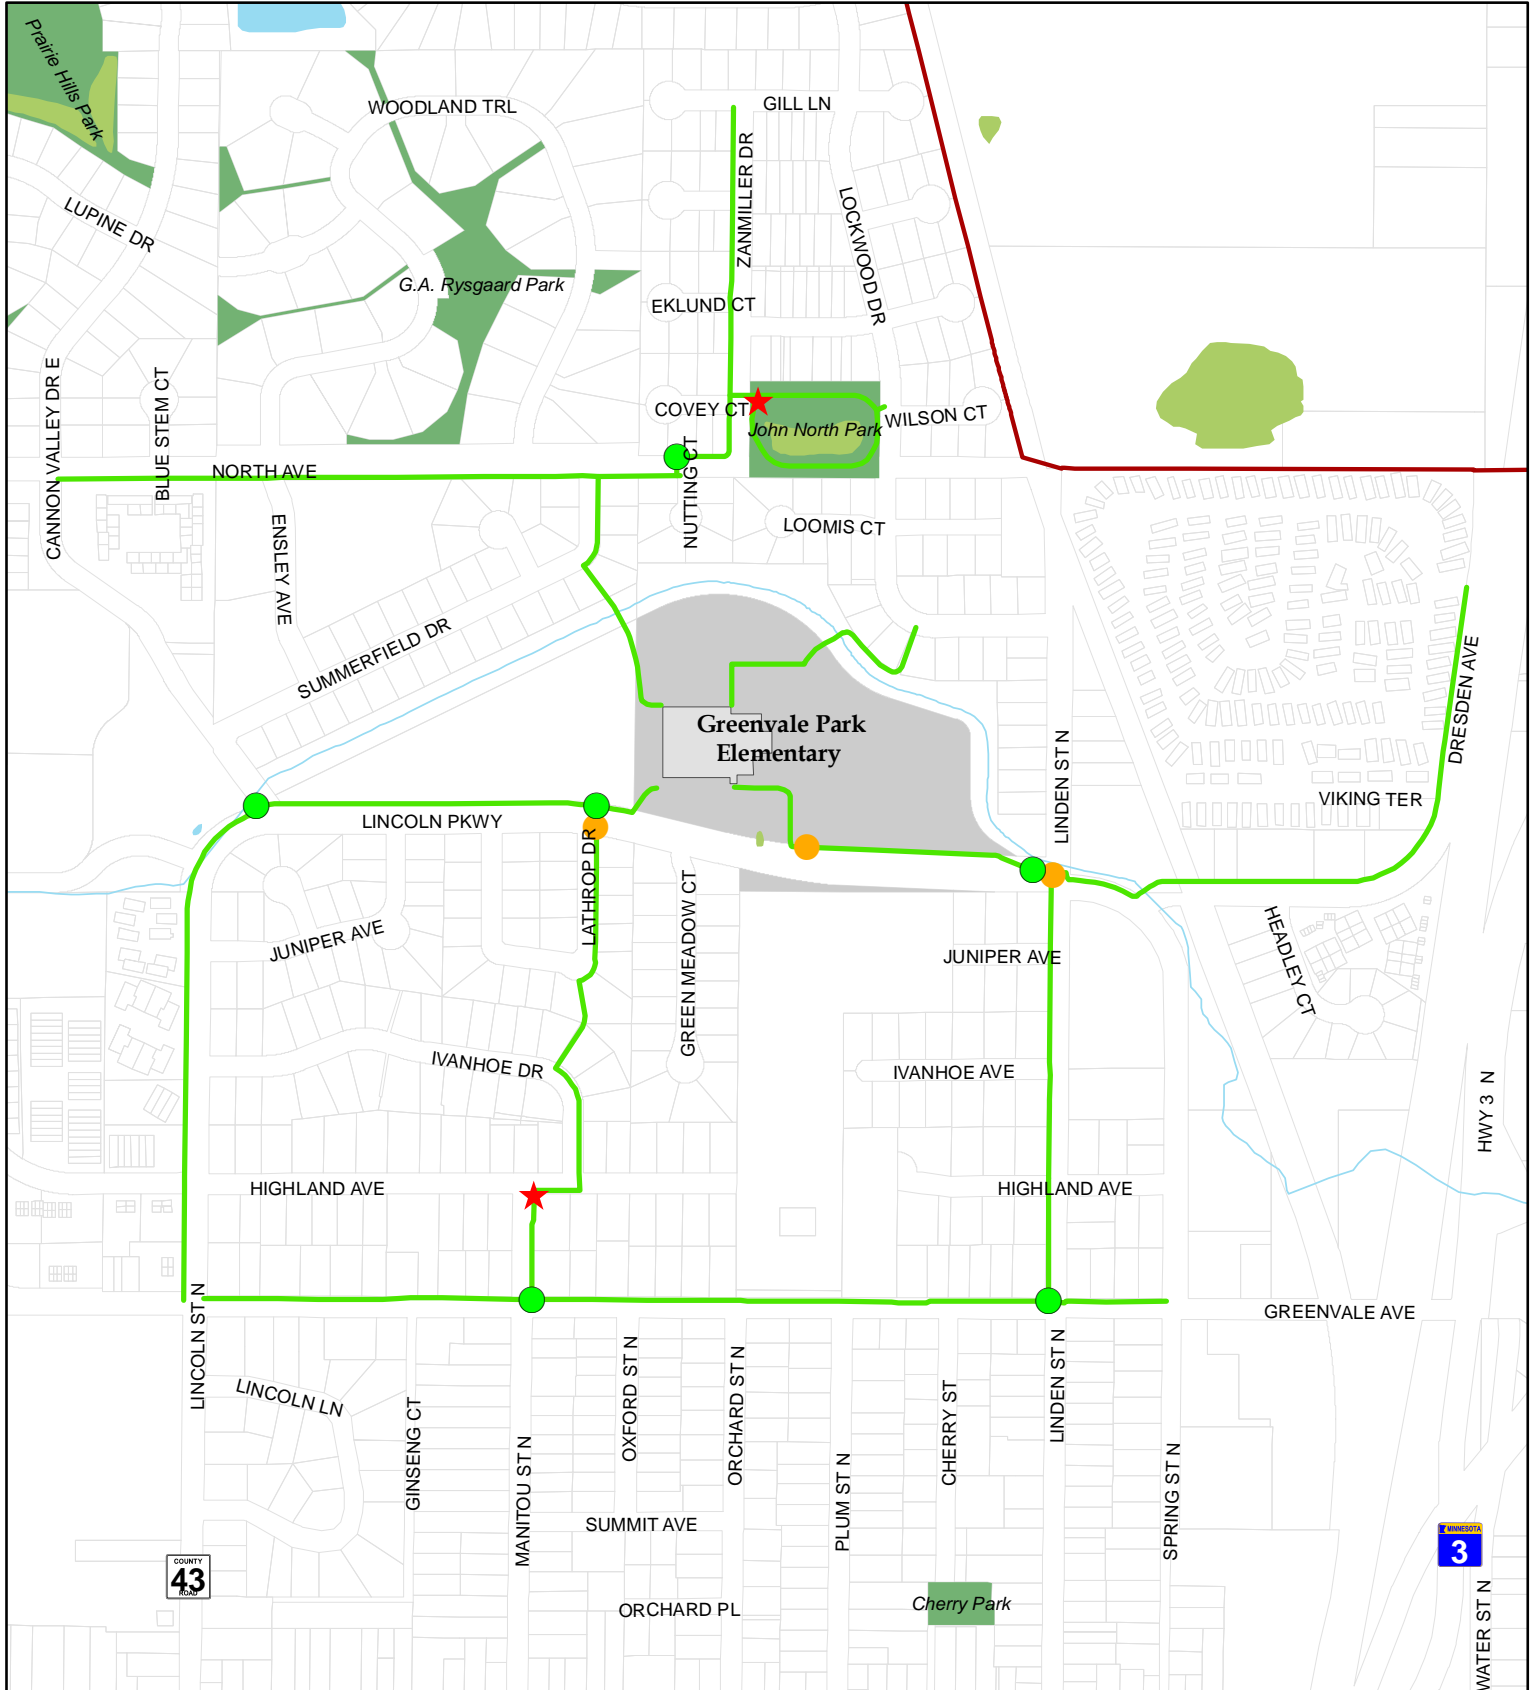 Prairie Hills Park
WOODLAND TRL
GILL LN
ZANMILLER DR
LUPINE DR
LOCKWOOD DR
G.A. Rysgaard Park
EKLUND CT
CANNON VALLEY DR E
BLUE STEM CT
COVEY CT
WILSON CT
John North Park
NORTH AVE
NUTTING CT
ENSLEY AVE
LOOMIS CT
SUMMERFIELD DR
DRESDEN AVE
Greenvale Park
Elementary
LINDEN ST N
VIKING TER
LINCOLN PKWY
LATHROP DR
GREEN MEADOW CT
JUNIPER AVE
JUNIPER AVE
HEADLEY CT
IVANHOE DR
IVANHOE AVE
HWY 3 N
HIGHLAND AVE
HIGHLAND AVE
LINCOLN ST N
GREENVALE AVE
LINCOLN LN
GINSENG CT
MANITOU ST N
OXFORD ST N
ORCHARD ST N
PLUM ST N
CHERRY ST
LINDEN ST N
SPRING ST N
SUMMIT AVE
MINNESOTA
3
COUNTY
43
ROAD
ORCHARD PL
Cherry Park
WATER ST N